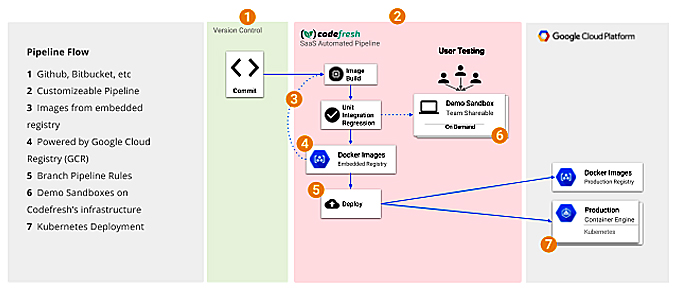 Pipeline Flow
1 Github, Bitbucket, etc
2 Customizeable Pipeline
3 Images from embedded
registry
4 Powered by Google Cloud
Registry (GCR)
5 Branch Pipeline Rules
6 Demo Sandboxes on
Codefresh's infrastructure
7 Kubernetes Deployment
1
Version Control
Commit
2
codefresh
SaaS Automated Pipeline
Image
Build
3
Unit
Integration
Regression
4
Docker Images
Embedded Registry
5
Deploy
User Testing
Demo Sandbox
Team Shareable
On Demand
6
Google Cloud Platform
Docker Images
Production Registry
Production
Container Engine
Kubernetes
7